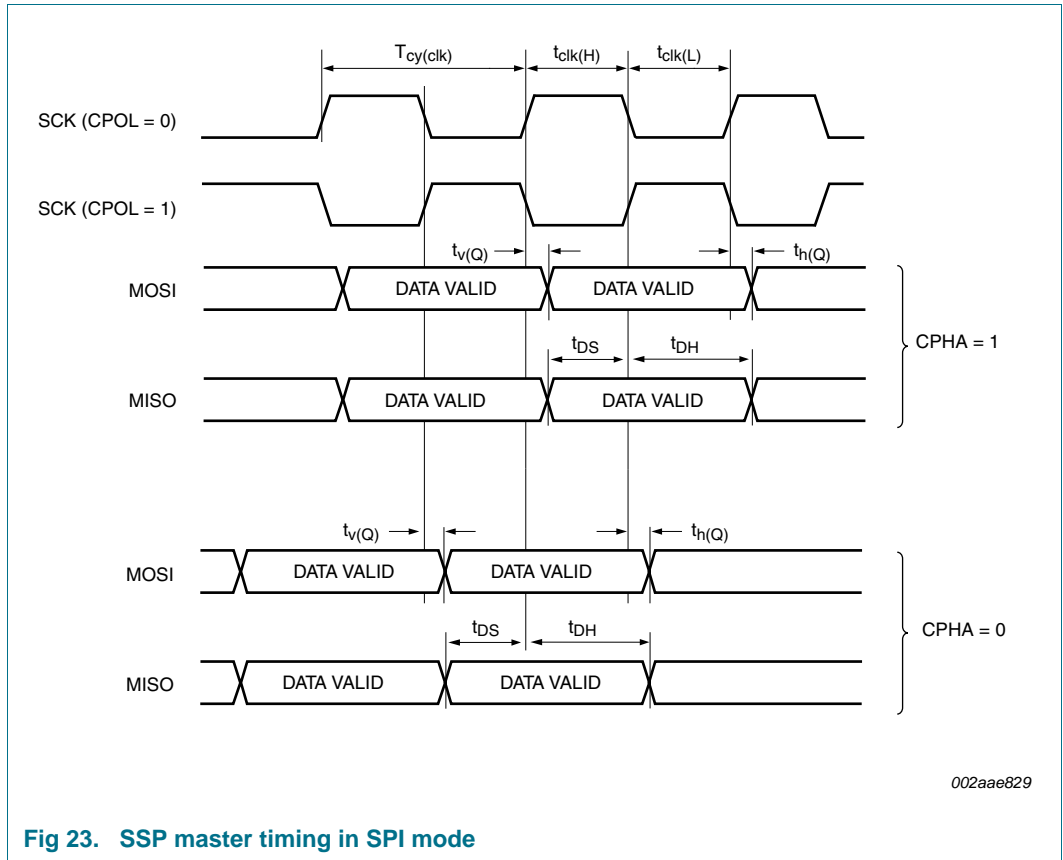 Tcy(clk) tclk(H) tclk(L)
SCK (CPOL = 0)
SCK (CPOL = 1)
tv(Q) th(Q)
MOSI DATA VALID DATA VALID
CPHA = 1
tDS tDH
MISO DATA VALID DATA VALID
tv(Q) th(Q)
MOSI DATA VALID DATA VALID
CPHA = 0
tDS tDH
MISO DATA VALID DATA VALID
002aae829
Fig 23. SSP master timing in SPI mode